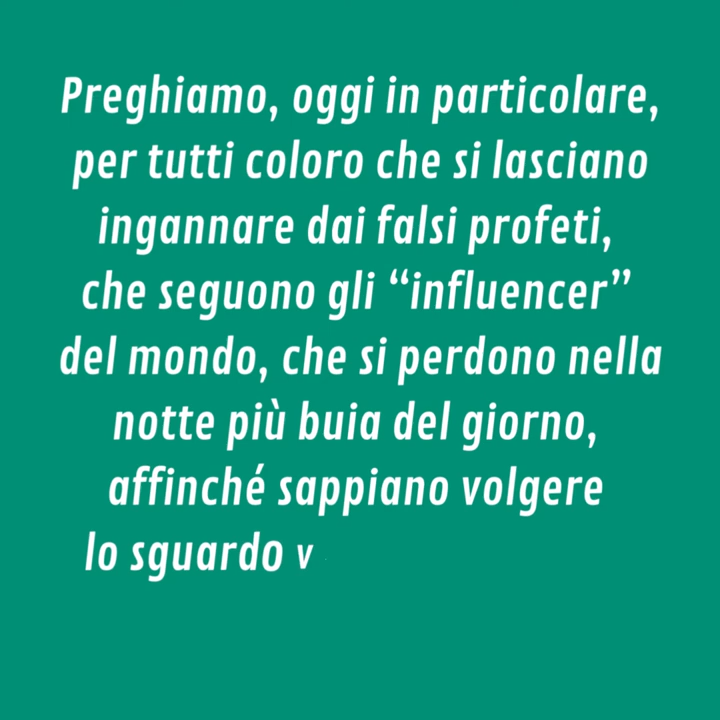 Preghiamo, oggi in particolare,
per tutti coloro che si lasciano
ingannare dai falsi profeti,
che seguono gli “influencer”
del mondo, che si perdono nella
notte più buia del giorno,
affinché sappiano volgere
lo sguardo v